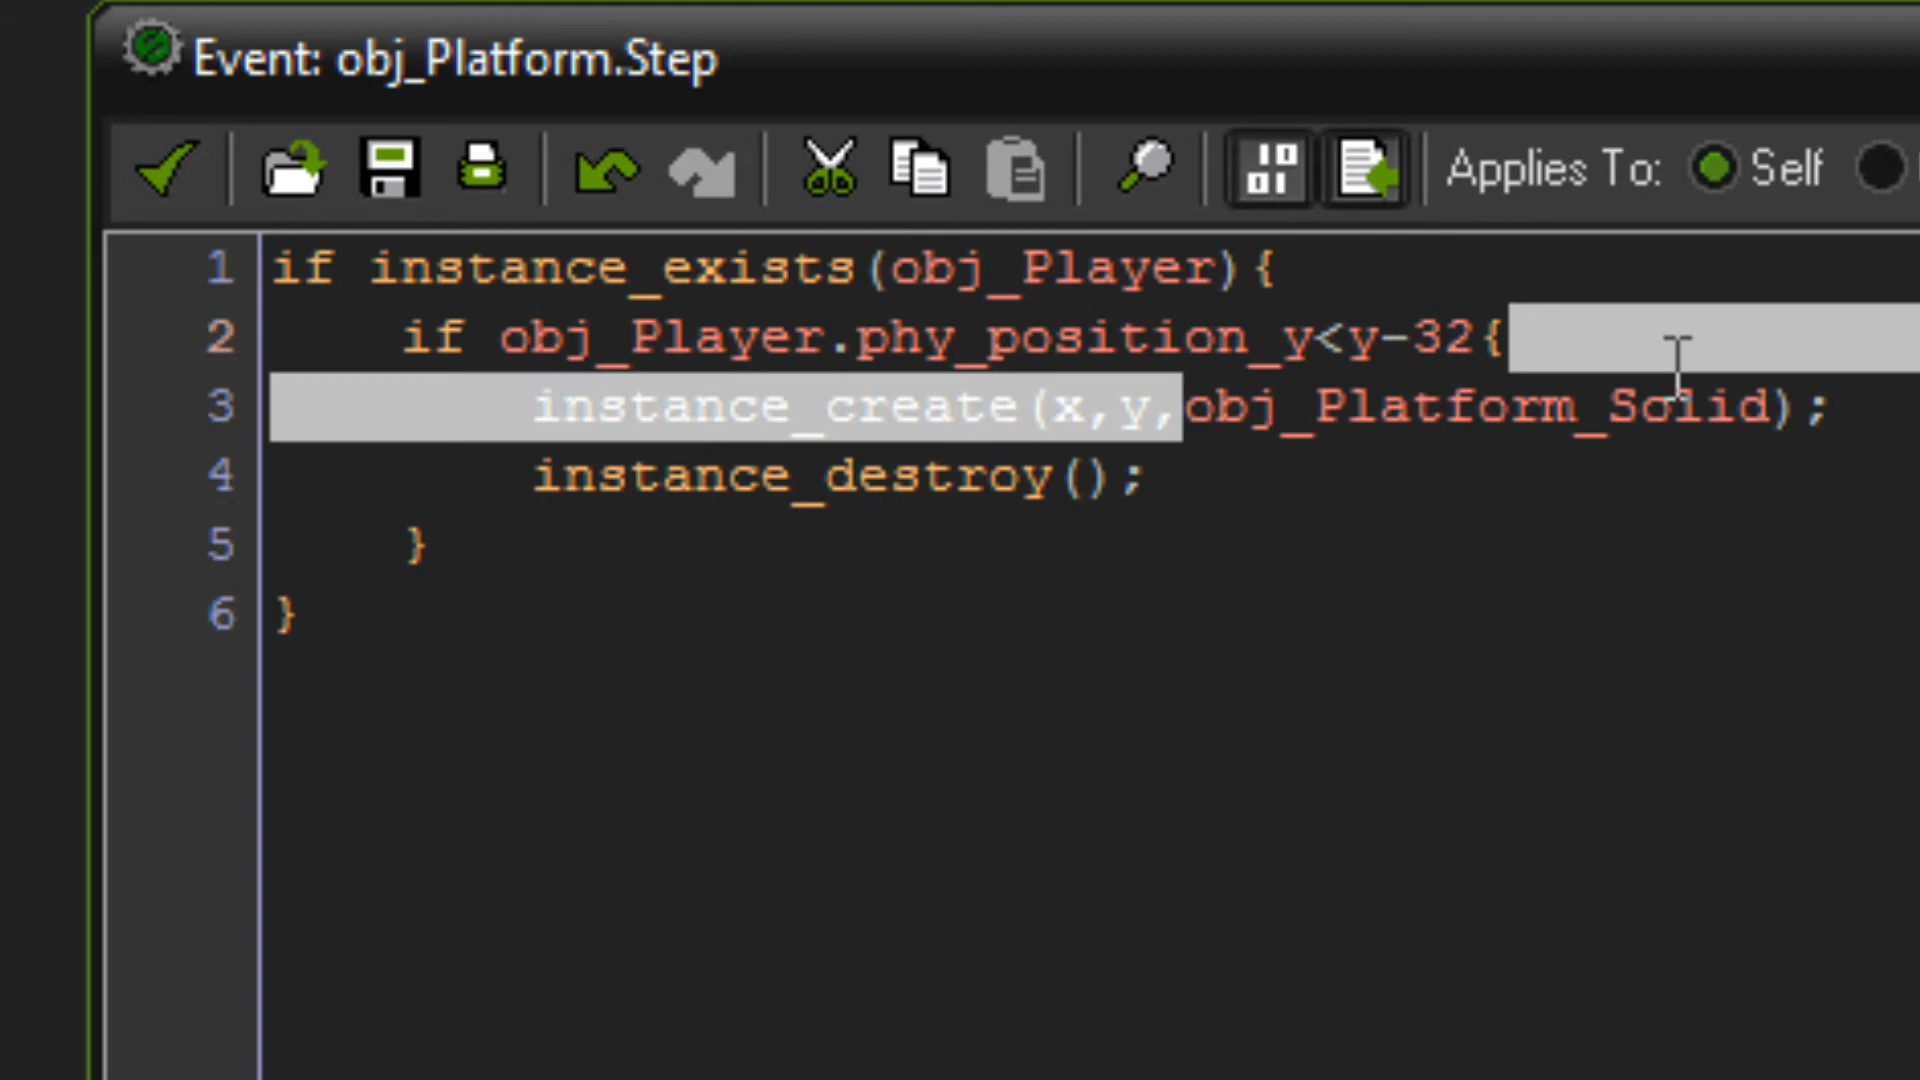 Event: obj_Platform.Step
Applies To: Self
1 if instance_exists(obj_Player){
2 if obj_Player.phy_position_y<y-32{
3 instance_create(x,y,obj_Platform_Solid);
4 instance_destroy();
5 }
6 }